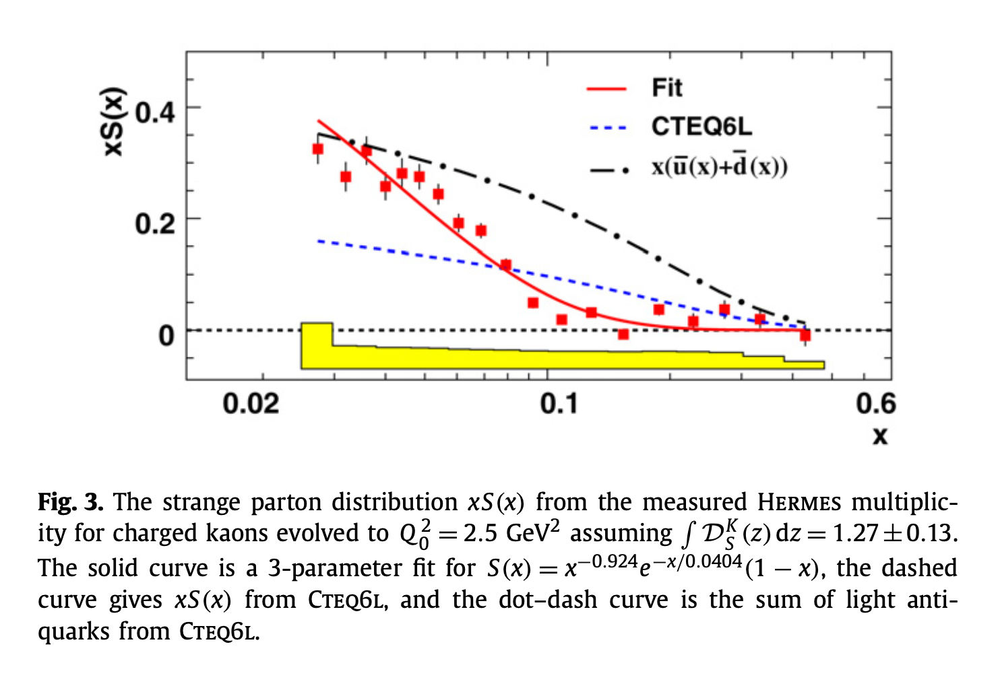 xS(x)
0.4
0.2
0
Fit
CTEQ6L
x(u̅(x)+d̅(x))
0.02
0.1
0.6
x
Fig. 3. The strange parton distribution xS(x) from the measured HERMES multiplic-
ity for charged kaons evolved to Q₀² = 2.5 GeV² assuming ∫ 𝒟_S^K(z) dz = 1.27 ± 0.13.
The solid curve is a 3-parameter fit for S(x) = x^{−0.924}e^{−x/0.0404}(1 − x), the dashed
curve gives xS(x) from CTEQ6L, and the dot–dash curve is the sum of light anti-
quarks from CTEQ6L.